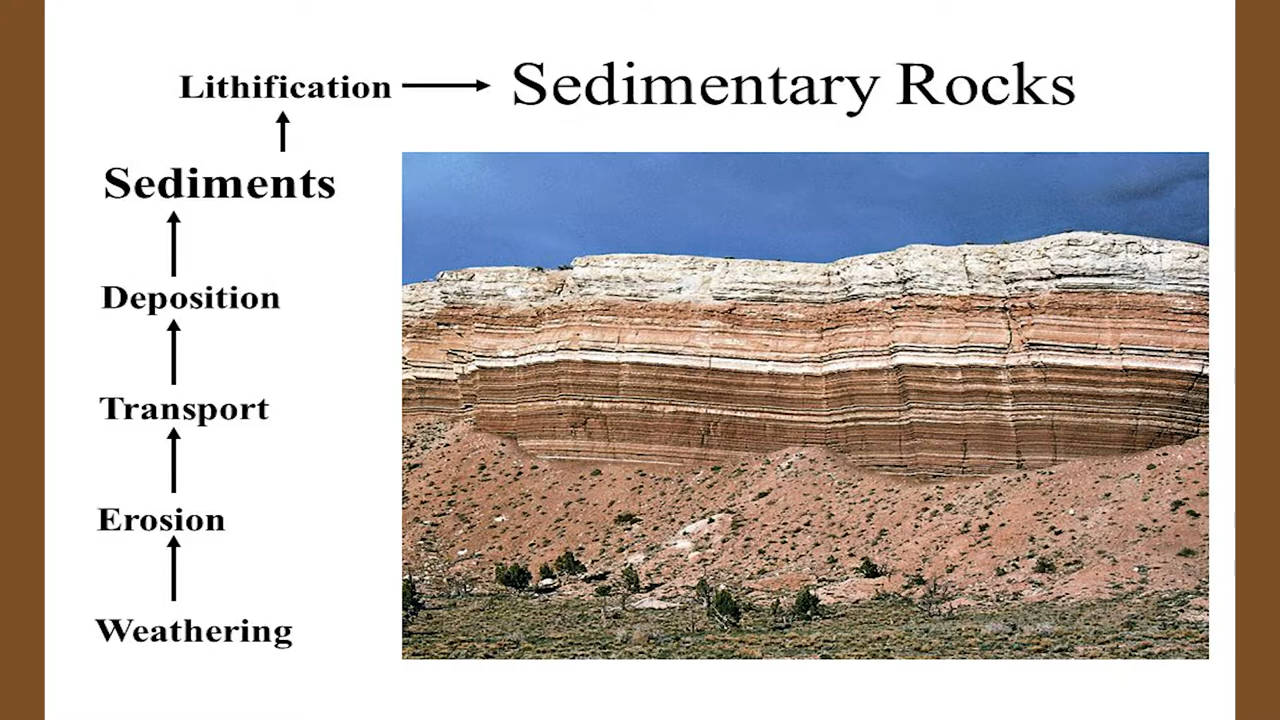 Lithification
Sedimentary Rocks
Sediments
Deposition
Transport
Erosion
Weathering